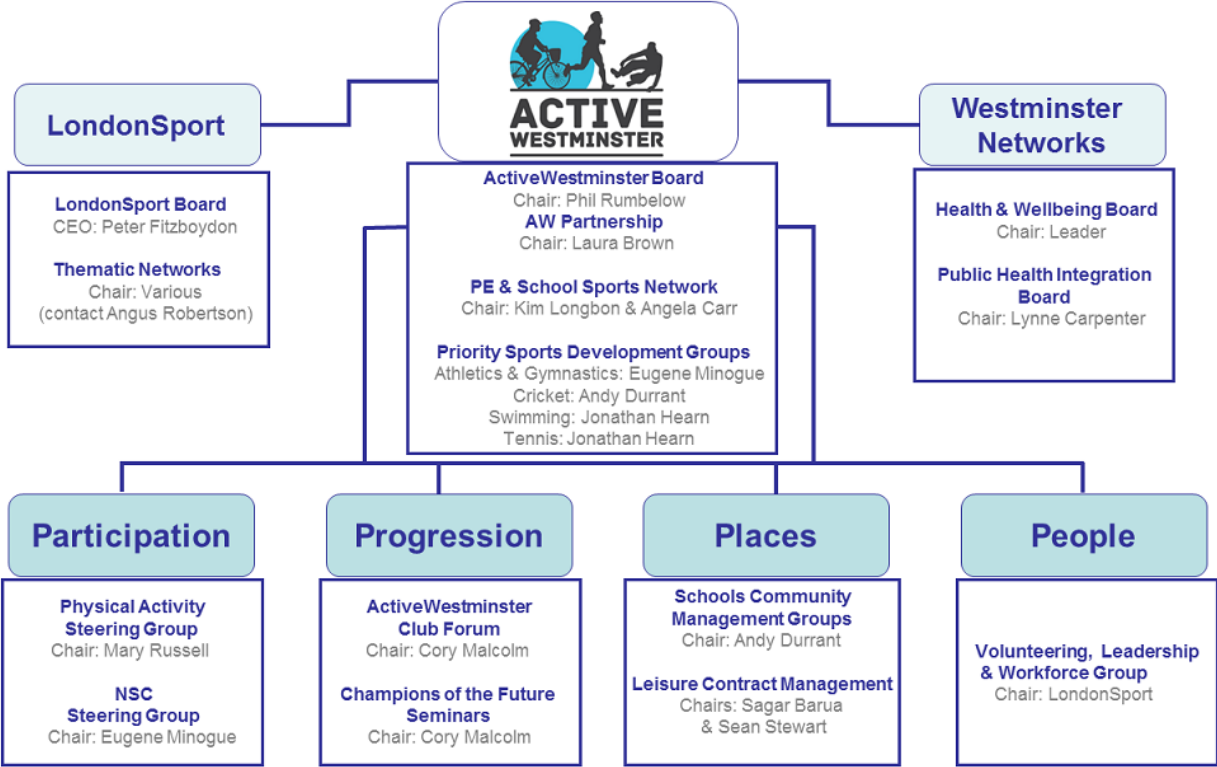 ACTIVE
WESTMINSTER
LondonSport
Westminster
Networks
LondonSport Board
CEO: Peter Fitzboydon
Thematic Networks
Chair: Various
(contact Angus Robertson)
ActiveWestminster Board
Chair: Phil Rumbelow
AW Partnership
Chair: Laura Brown
PE & School Sports Network
Chair: Kim Longbon & Angela Carr
Priority Sports Development Groups
Athletics & Gymnastics: Eugene Minogue
Cricket: Andy Durrant
Swimming: Jonathan Hearn
Tennis: Jonathan Hearn
Health & Wellbeing Board
Chair: Leader
Public Health Integration
Board
Chair: Lynne Carpenter
Participation
Physical Activity
Steering Group
Chair: Mary Russell
NSC
Steering Group
Chair: Eugene Minogue
Progression
ActiveWestminster
Club Forum
Chair: Cory Malcolm
Champions of the Future
Seminars
Chair: Cory Malcolm
Places
Schools Community
Management Groups
Chair: Andy Durrant
Leisure Contract Management
Chairs: Sagar Barua
& Sean Stewart
People
Volunteering, Leadership
& Workforce Group
Chair: LondonSport